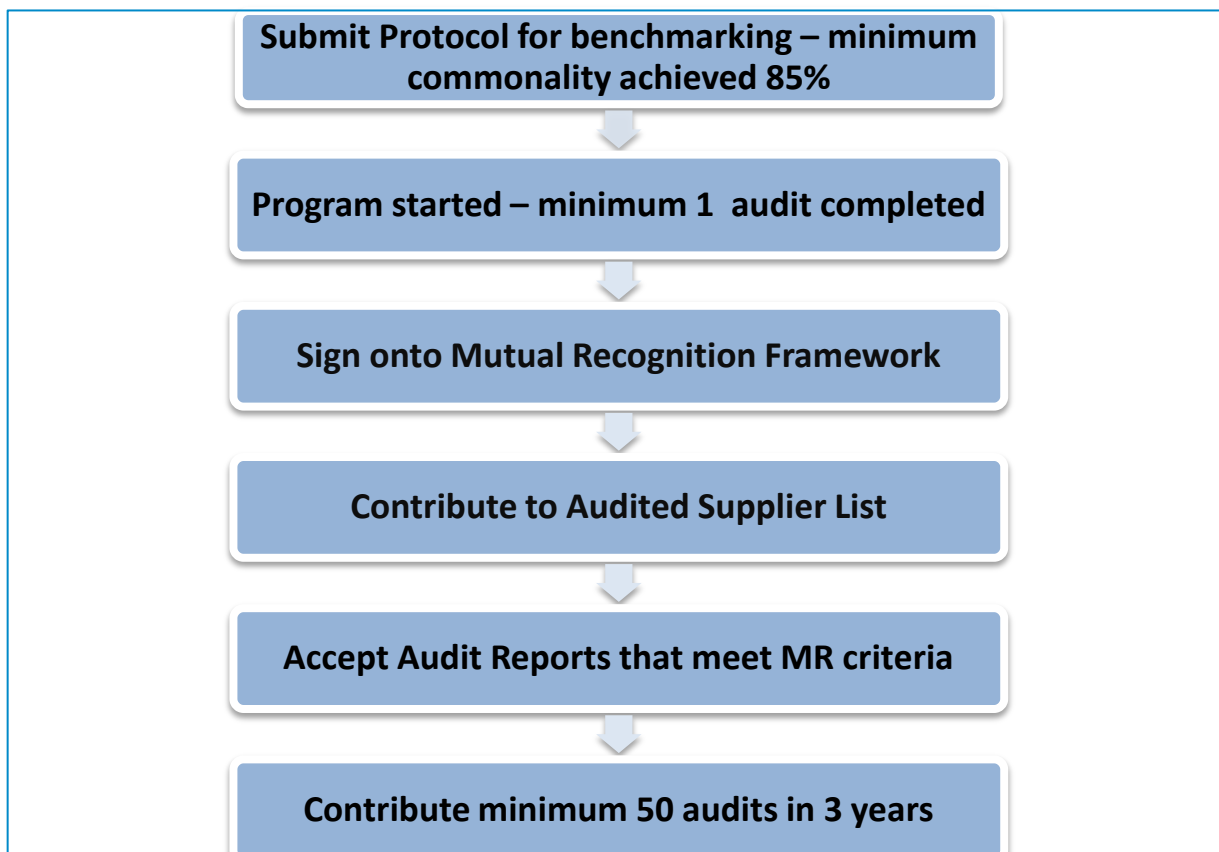 Submit Protocol for benchmarking – minimum
commonality achieved 85%
Program started – minimum 1  audit completed
Sign onto Mutual Recognition Framework
Contribute to Audited Supplier List
Accept Audit Reports that meet MR criteria
Contribute minimum 50 audits in 3 years